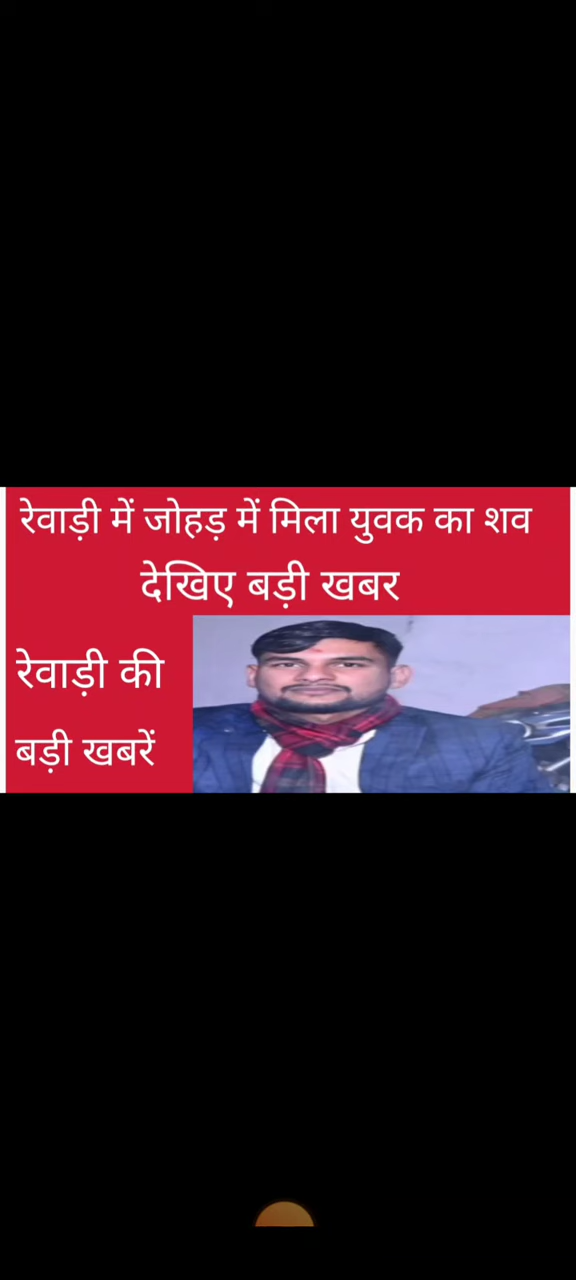 रेवाड़ी में जोहड़ में मिला युवक का शव
देखिए बड़ी खबर
रेवाड़ी की
बड़ी खबरें